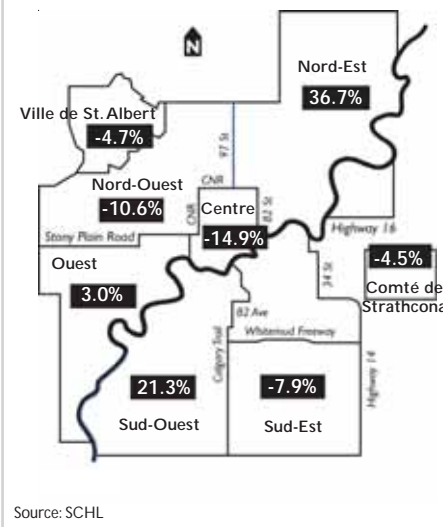 N
Nord-Est
36.7%
Ville de St. Albert
-4.7%
97 St
Nord-Ouest
-10.6%
CNR
CNR
Centre
82 St
-14.9%
Stony Plain Road
Highway 16
Ouest
3.0%
34 St
-4.5%
Comté de
Strathcona
82 Ave
Whitemud Freeway
Calgary Trail
Highway 14
21.3%
Sud-Ouest
-7.9%
Sud-Est
Source: SCHL